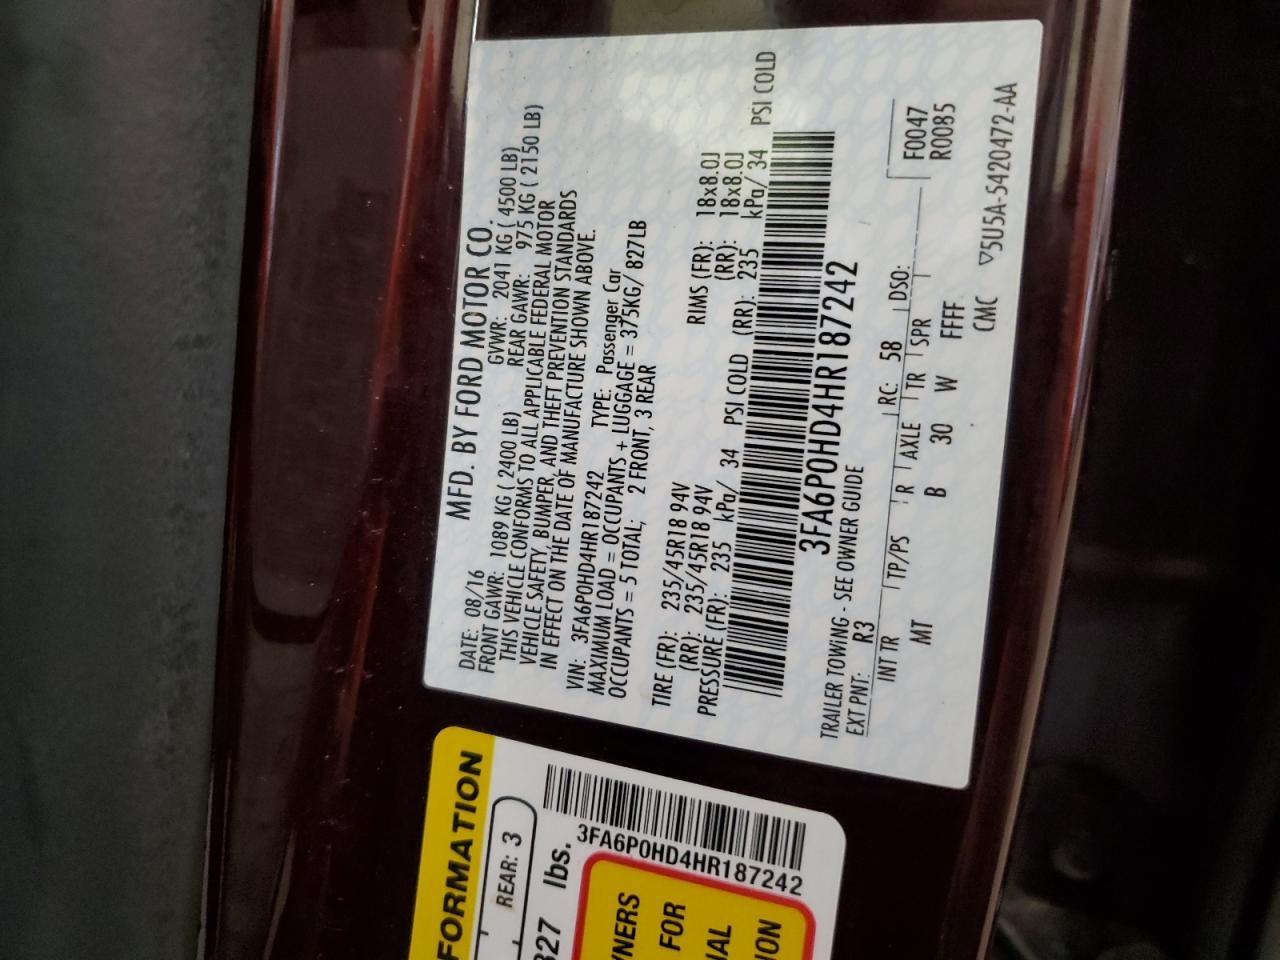 MFD. BY FORD MOTOR CO.
DATE: 08/16 GVWR: 2041 KG ( 4500 LB)
FRONT GAWR: 1089 KG ( 2400 LB) REAR GAWR: 975 KG ( 2150 LB)
THIS VEHICLE CONFORMS TO ALL APPLICABLE FEDERAL MOTOR
VEHICLE SAFETY, BUMPER, AND THEFT PREVENTION STANDARDS
IN EFFECT ON THE DATE OF MANUFACTURE SHOWN ABOVE.
VIN: 3FA6P0HD4HR187242 TYPE: Passenger Car
MAXIMUM LOAD = OCCUPANTS + LUGGAGE = 375KG/ 827LB
OCCUPANTS = 5 TOTAL; 2 FRONT, 3 REAR
TIRE (FR): 235/45R18 94V RIMS (FR): 18x8.0J
(RR): 235/45R18 94V (RR): 18x8.0J
PRESSURE (FR): 235 kPa/ 34 PSI COLD (RR): 235 kPa/ 34 PSI COLD
3FA6P0HD4HR187242
TRAILER TOWING - SEE OWNER GUIDE
EXT PNT: R3 RC: 58 DSO: F0047
R0085
INT TR TP/PS R AXLE TR SPR
MT B 30 W FFFF
CMC ▽5U5A-5420472-AA
FORMATION
REAR: 3
827 lbs.
3FA6P0HD4HR187242
FOR